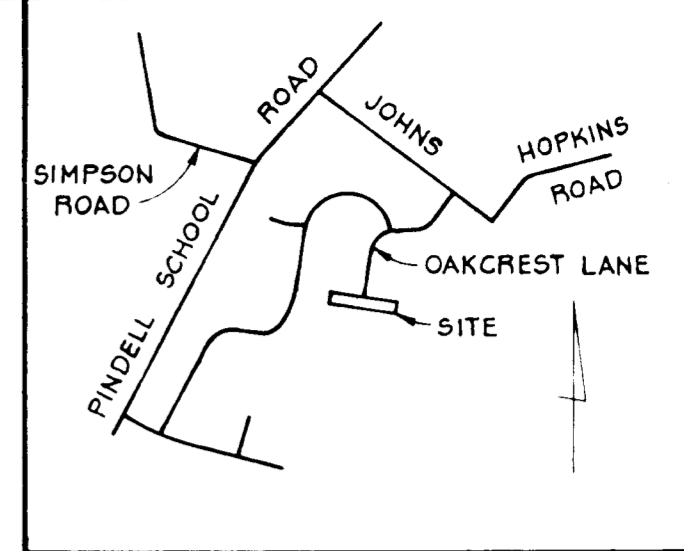 PINDELL SCHOOL ROAD
JOHNS
HOPKINS
ROAD
SIMPSON
ROAD
OAKCREST LANE
SITE